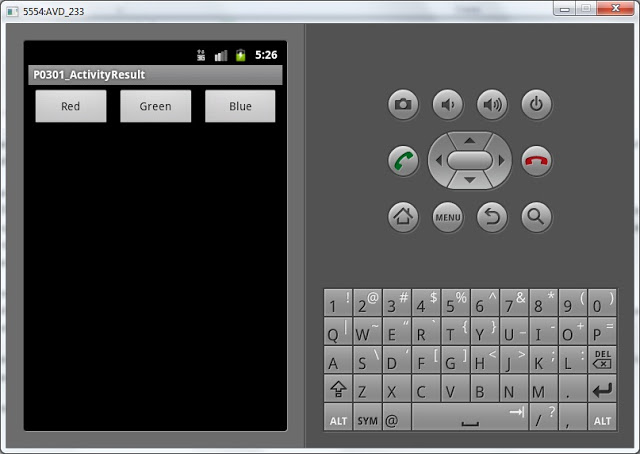 5554:AVD_233
3G 5:26
P0301_ActivityResult
Red Green Blue
MENU
1 ! 2 @ 3 # 4 $ 5 % 6 ^ 7 & 8 * 9 ( 0 )
Q | W ~ E " R ` T { Y } U _ I - O + P =
A S \ D ' F [ G ] H < J > K ; L : DEL
Z X C V B N M .
ALT SYM @ / ? , ALT